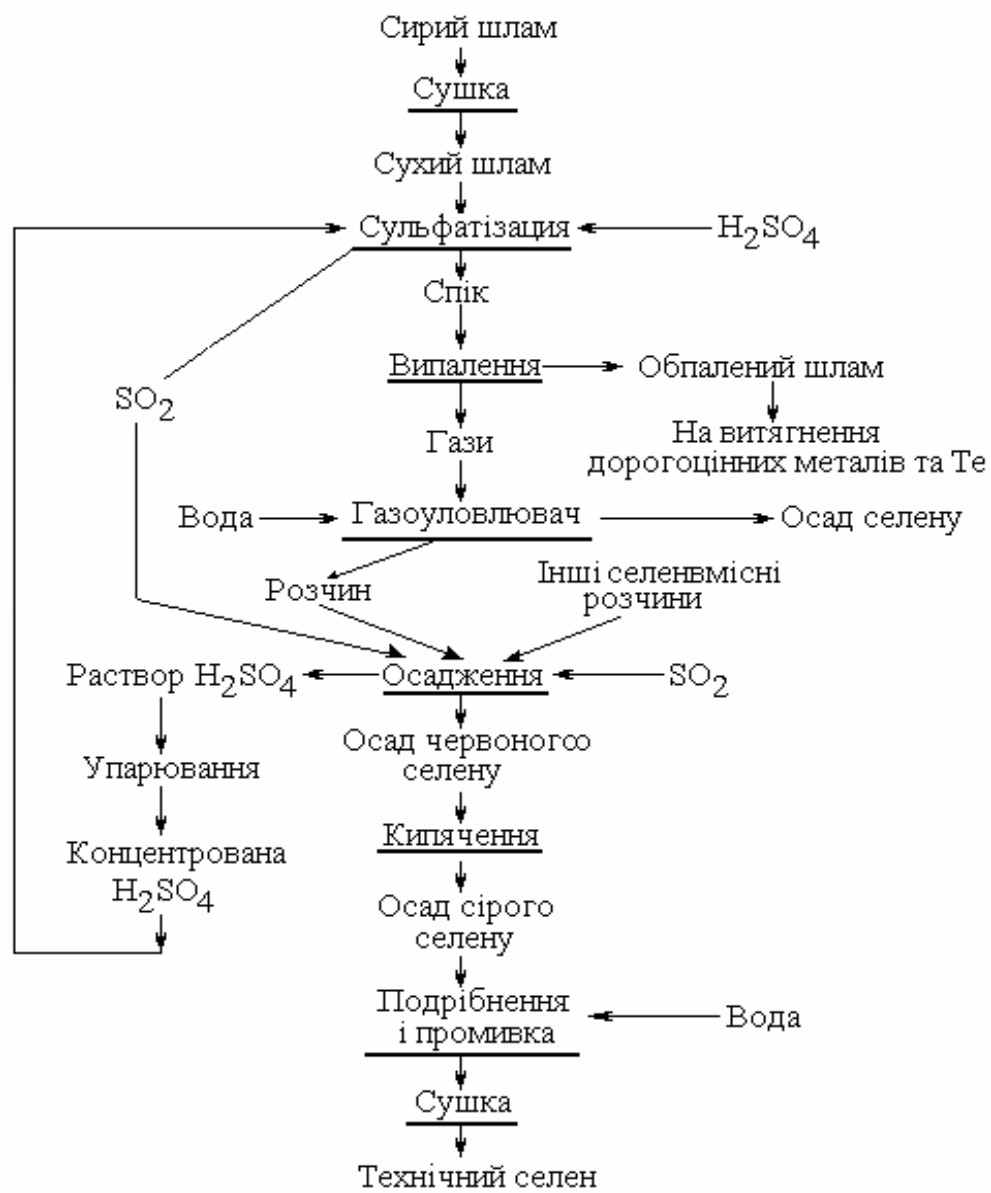 Сирий шлам
Сушка
Сухий шлам
Сульфатізация
H₂SO₄
Спік
Випалення
Обпалений шлам
SO₂
Гази
На витягнення
дорогоцінних металів та Те
Вода
Газоуловлювач
Осад селену
Розчин
Інші селенвмісні
розчини
Раствор H₂SO₄
Осадження
SO₂
Осад червоногоо
селену
Упарювання
Кипячення
Концентрована
H₂SO₄
Осад сірого
селену
Подрібнення
і промивка
Вода
Сушка
Технічний селен